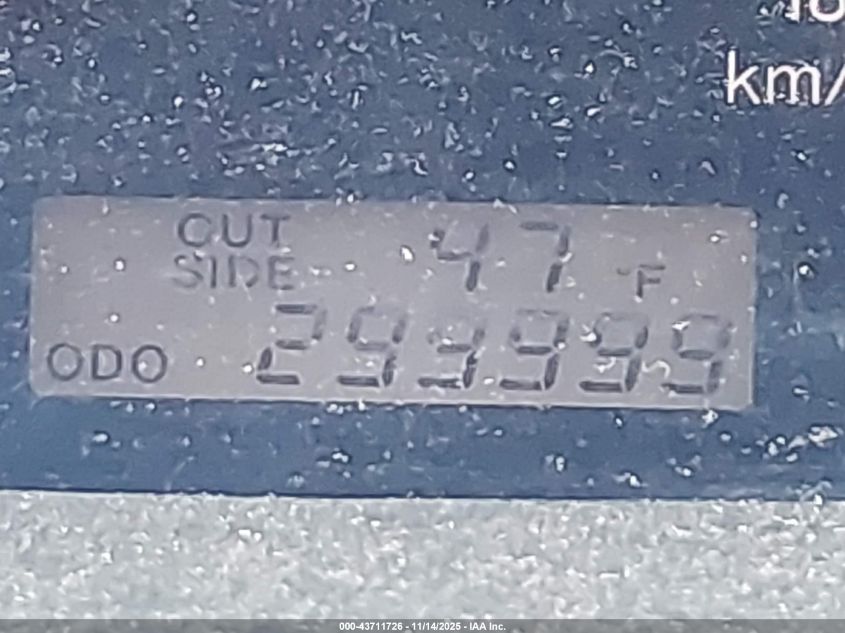 km/
OUT
SIDE 47 °F
ODO 299999
000-43711726 - 11/14/2025 - IAA Inc.